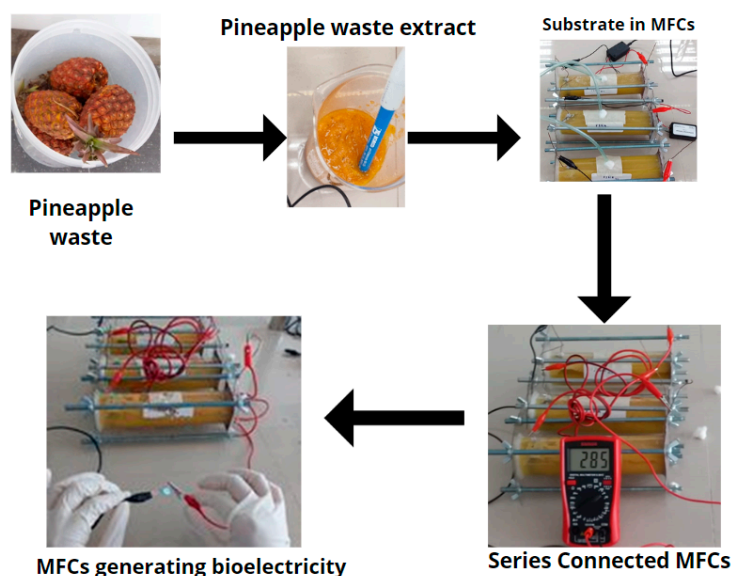 Pineapple waste extract
Substrate in MFCs
Pineapple
waste
285
MFCs generating bioelectricity
Series Connected MFCs